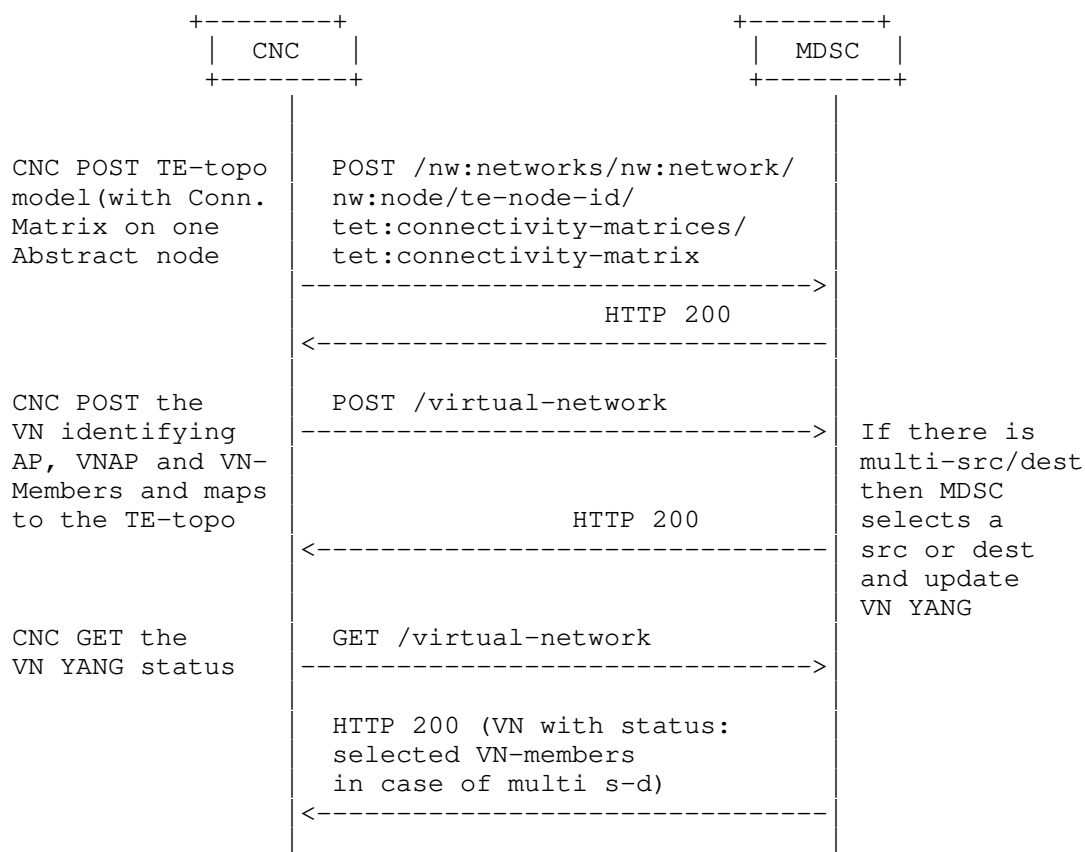 CNC MDSC
CNC POST TE-topo POST /nw:networks/nw:network/
model(with Conn. nw:node/te-node-id/
Matrix on one tet:connectivity-matrices/
Abstract node tet:connectivity-matrix
HTTP 200
CNC POST the POST /virtual-network
VN identifying If there is
AP, VNAP and VN- multi-src/dest
Members and maps then MDSC
to the TE-topo HTTP 200 selects a
src or dest
and update
VN YANG
CNC GET the GET /virtual-network
VN YANG status
HTTP 200 (VN with status:
selected VN-members
in case of multi s-d)